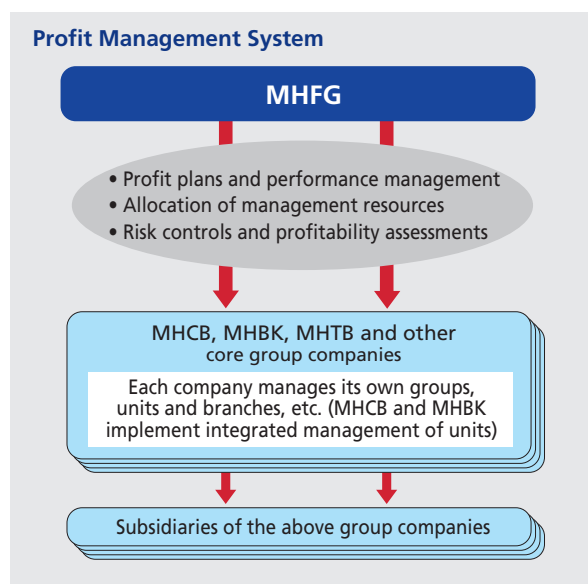 Profit Management System
MHFG
• Profit plans and performance management
• Allocation of management resources
• Risk controls and profitability assessments
MHCB, MHBK, MHTB and other
core group companies
Each company manages its own groups,
units and branches, etc. (MHCB and MHBK
implement integrated management of units)
Subsidiaries of the above group companies